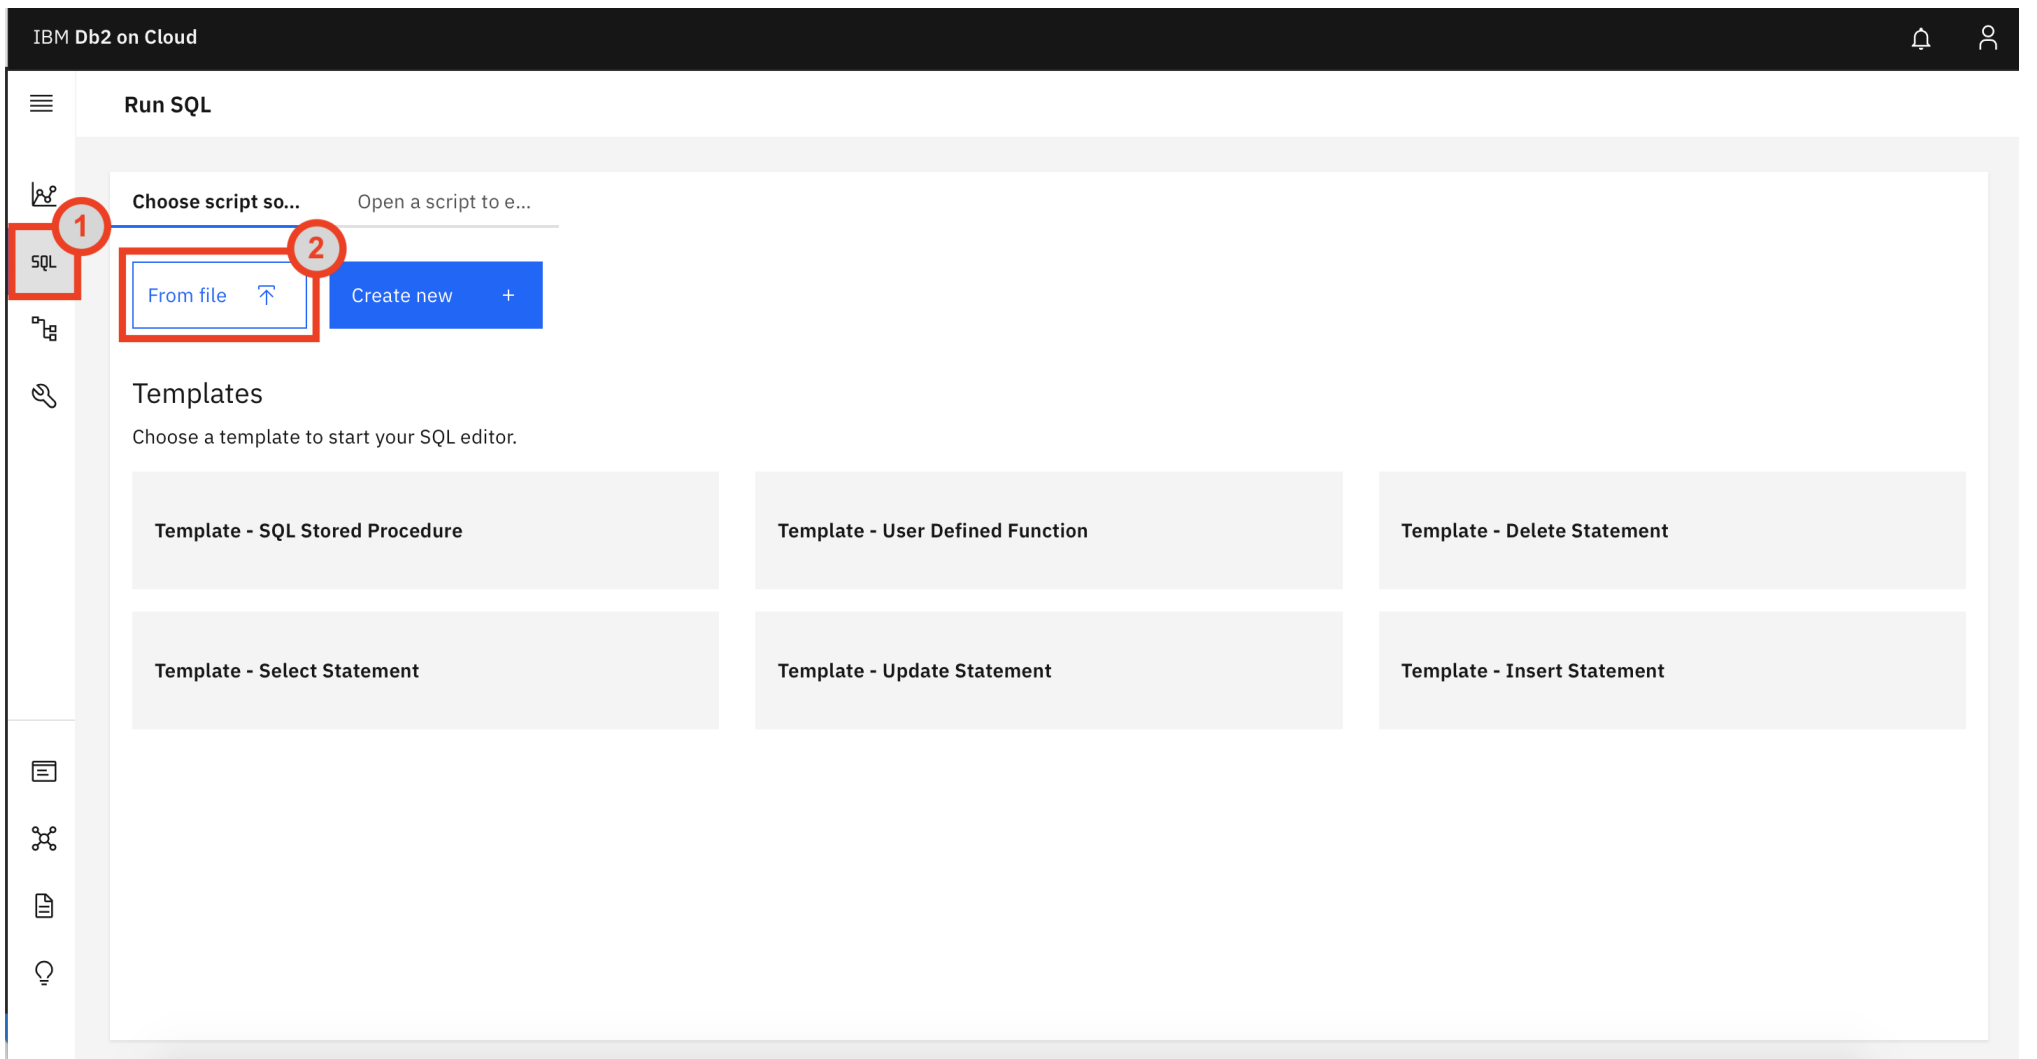 IBM Db2 on Cloud
Run SQL
Choose script so...
Open a script to e...
1
SQL
2
From file
Create new +
Templates
Choose a template to start your SQL editor.
Template - SQL Stored Procedure
Template - User Defined Function
Template - Delete Statement
Template - Select Statement
Template - Update Statement
Template - Insert Statement